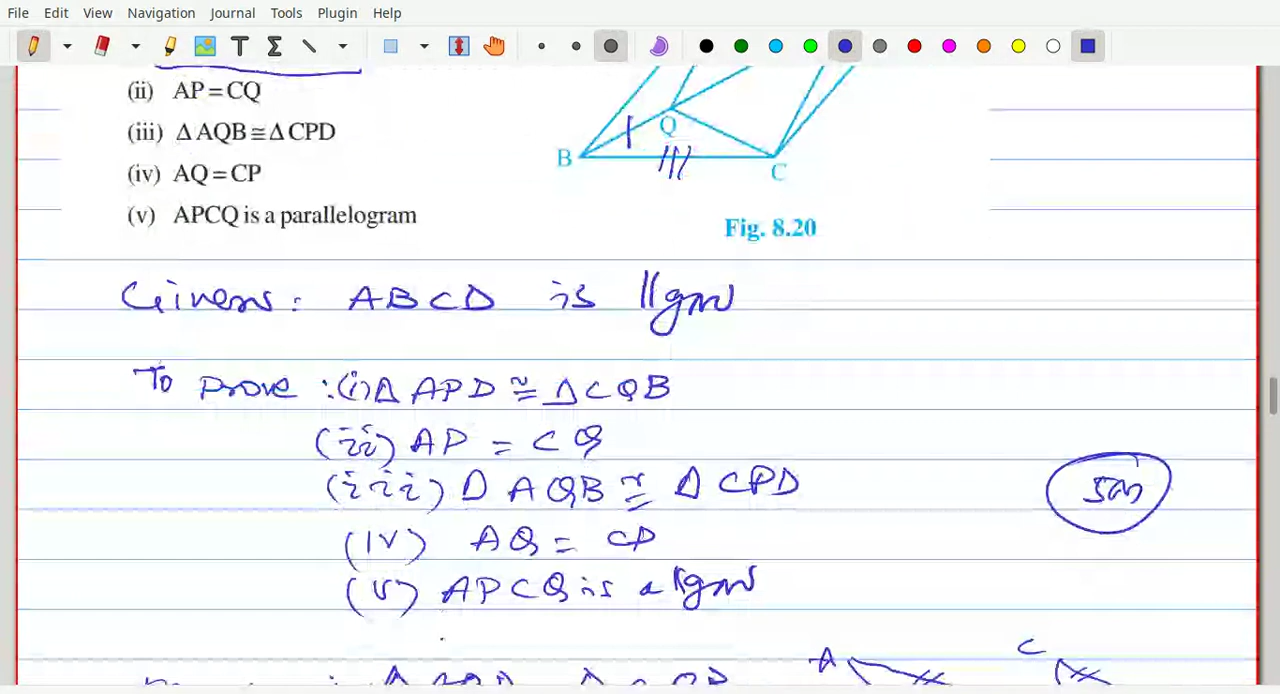 File Edit View Navigation Journal Tools Plugin Help
(ii) AP = CQ
(iii) Δ AQB ≅ Δ CPD
(iv) AQ = CP
(v) APCQ is a parallelogram
Q
B
C
Fig. 8.20
Givens : ABCD is ||gm
To prove : (i) Δ APD ≅ Δ CQB
(ii) AP = CQ
(iii) Δ AQB ≅ Δ CPD
(iv) AQ = CP
(v) APCQ is a ||gm
5m
A
C